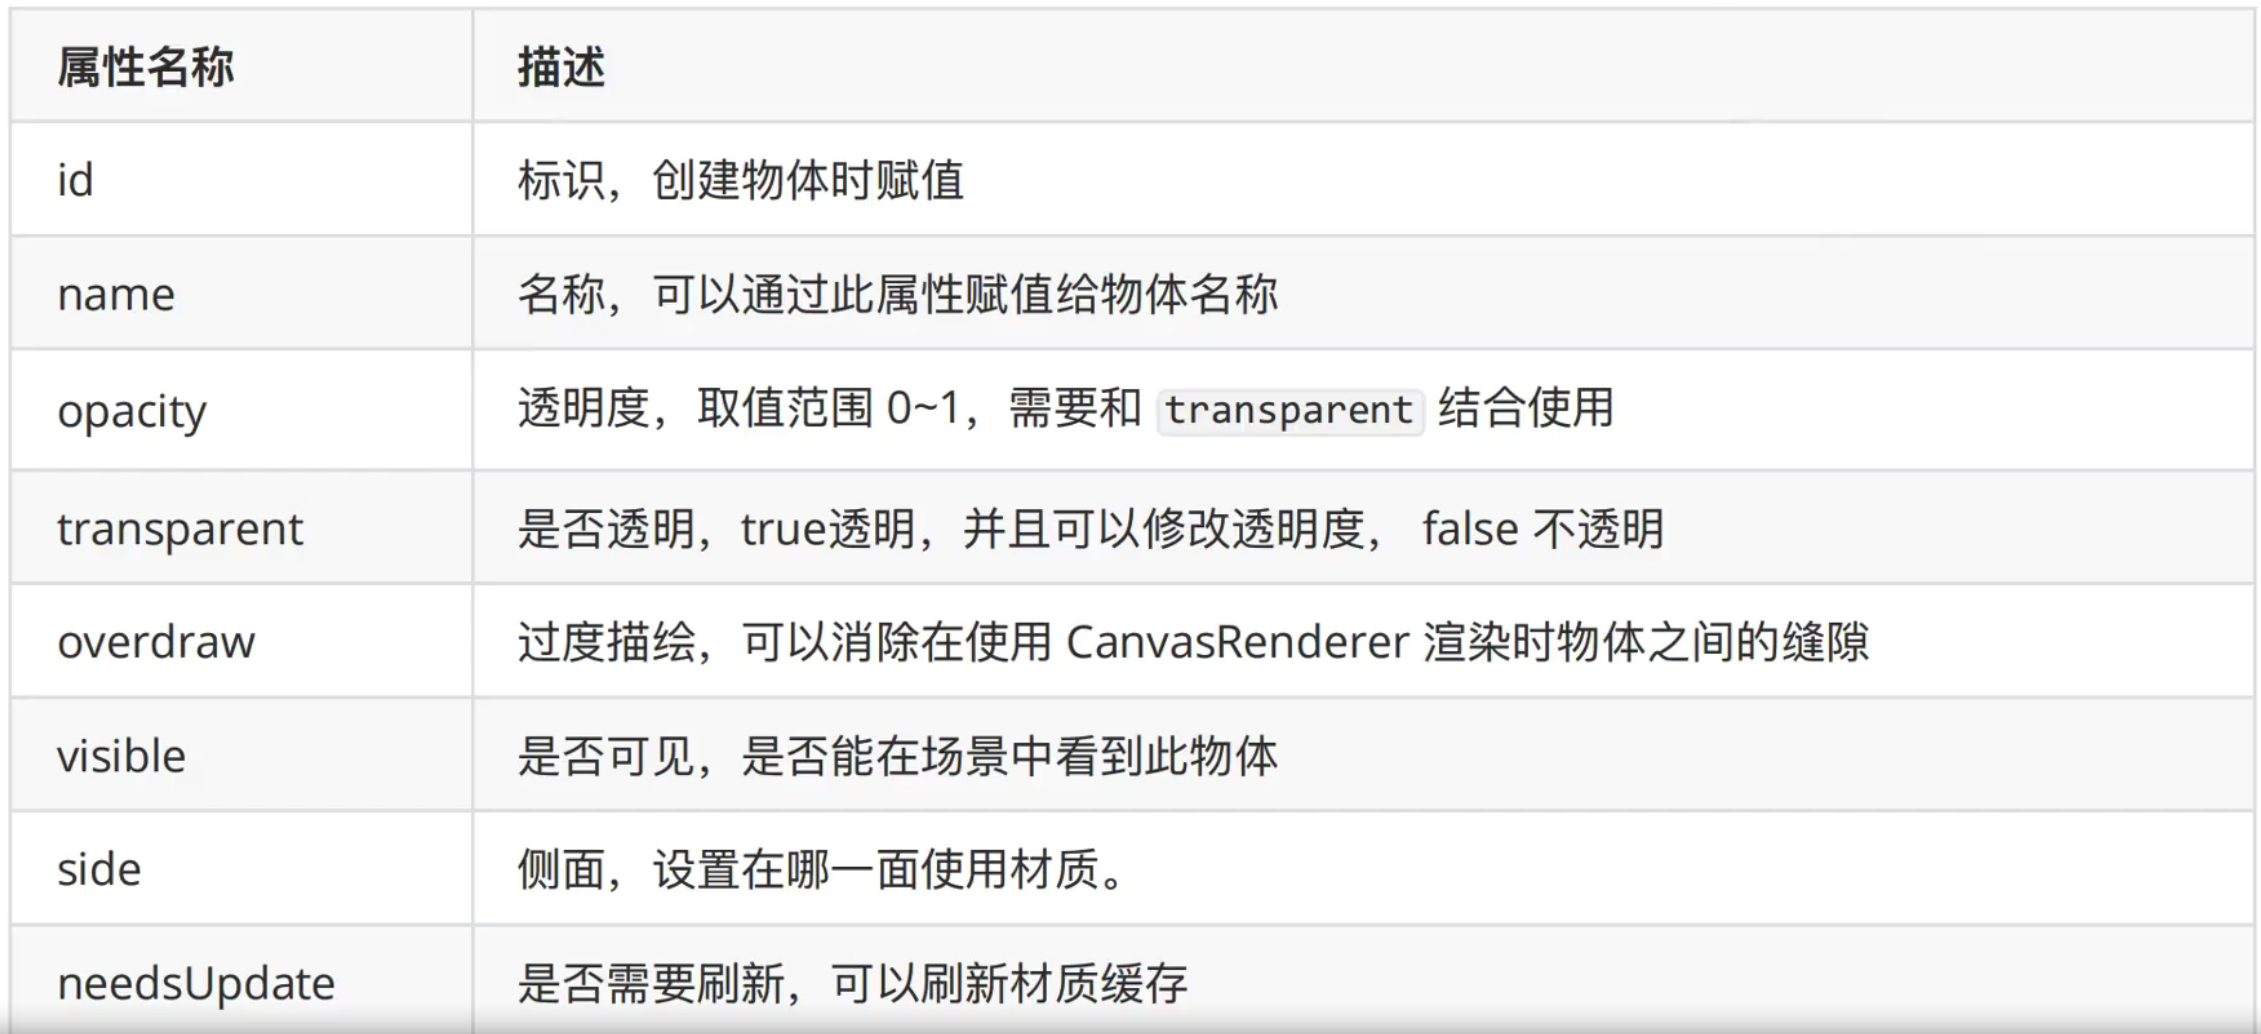 属性名称 描述
id 标识，创建物体时赋值
name 名称，可以通过此属性赋值给物体名称
opacity 透明度，取值范围 0~1，需要和 transparent 结合使用
transparent 是否透明，true透明，并且可以修改透明度， false 不透明
overdraw 过度描绘，可以消除在使用 CanvasRenderer 渲染时物体之间的缝隙
visible 是否可见，是否能在场景中看到此物体
side 侧面，设置在哪一面使用材质。
needsUpdate 是否需要刷新，可以刷新材质缓存